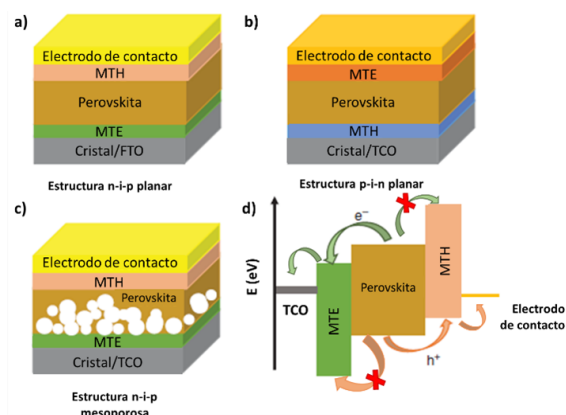 a)
Electrodo de contacto
MTH
Perovskita
MTE
Cristal/FTO
Estructura n-i-p planar
b)
Electrodo de contacto
MTE
Perovskita
MTH
Cristal/TCO
Estructura p-i-n planar
c)
Electrodo de contacto
MTH
Perovskita
MTE
Cristal/TCO
Estructura n-i-p
mesoporosa
d)
E (eV)
e⁻
TCO
MTE
Perovskita
MTH
h⁺
Electrodo
de contacto